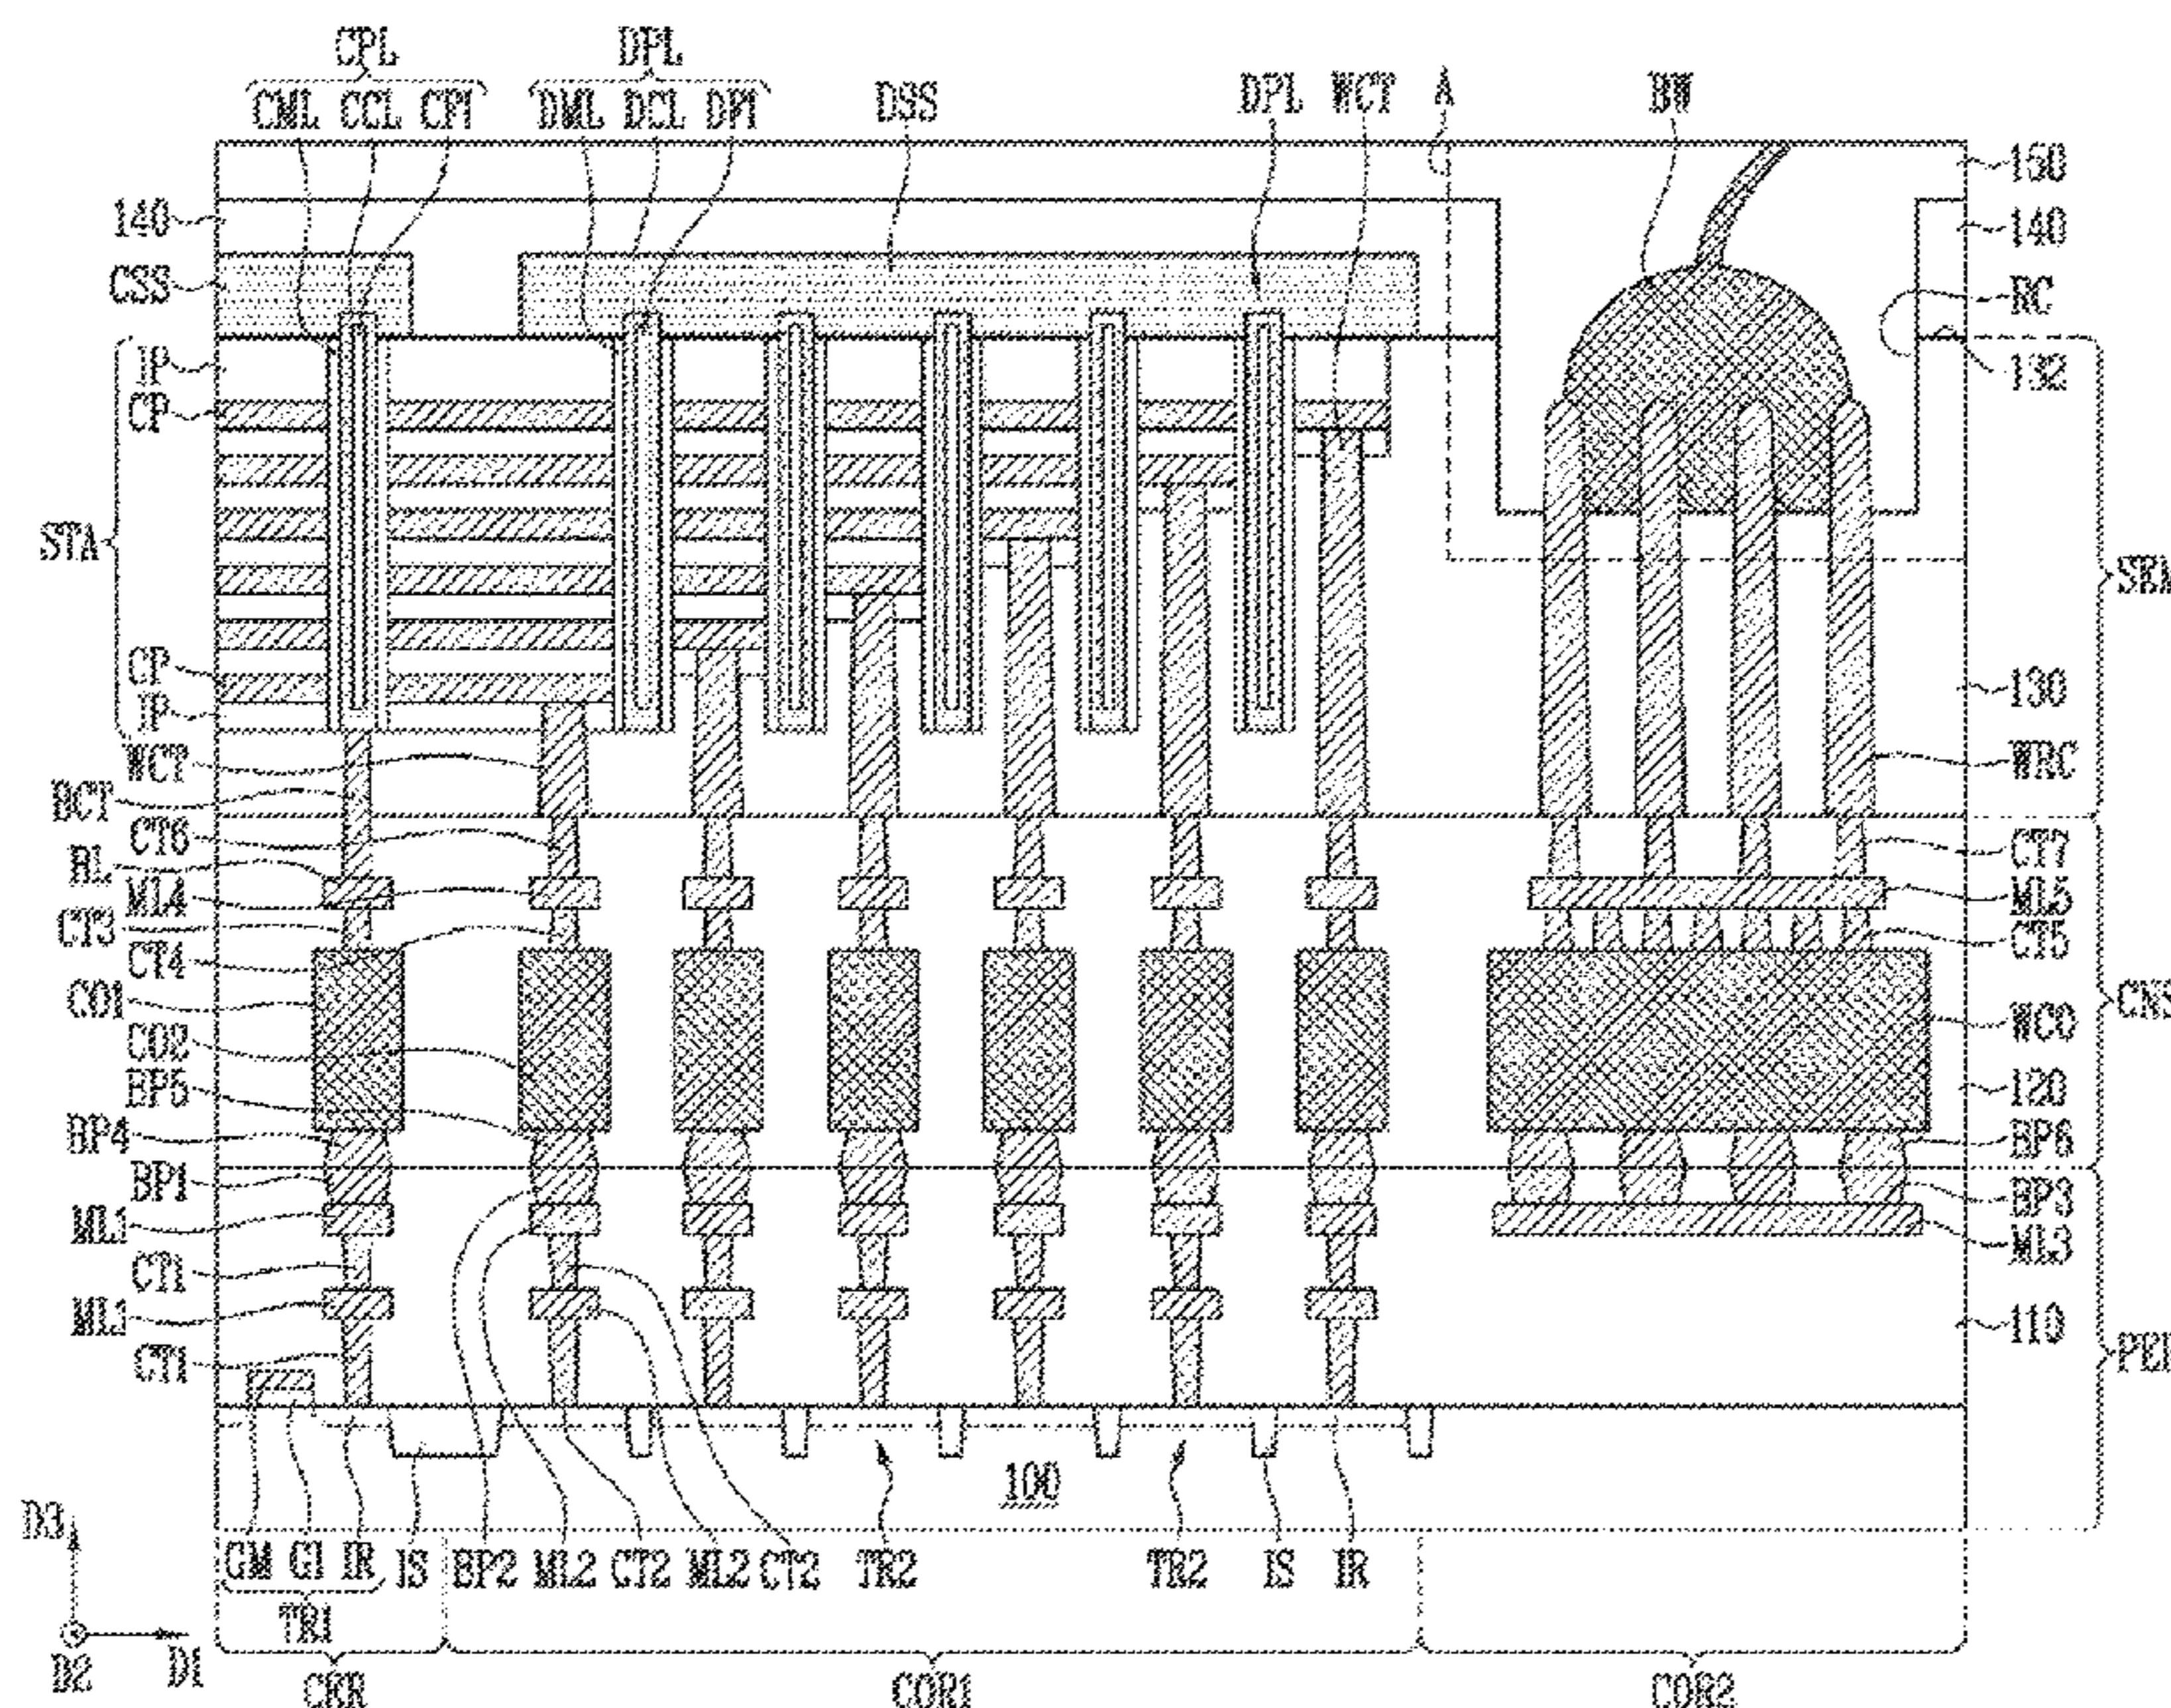 CPL
DPL
CML CCL CPI
DML DCL DPI
DSS
DPL WCT
A
BW
150
140
140
CSS
RC
IP
132
CP
STA
SEM
CP
130
IP
WCT
WRC
BCT
CT6
CT7
BL
ML4
ML5
CT3
CT5
CT4
CO1
CNS
WCO
CO2
BP5
120
BP4
BP6
BP1
BP3
ML1
ML3
CT1
ML1
110
CT1
PER
100
D3
GM GI IR IS BP2 ML2 CT2 ML2 CT2 TR2 TR2 IS IR
TR1
D2
D1
CER
COR1
COR2